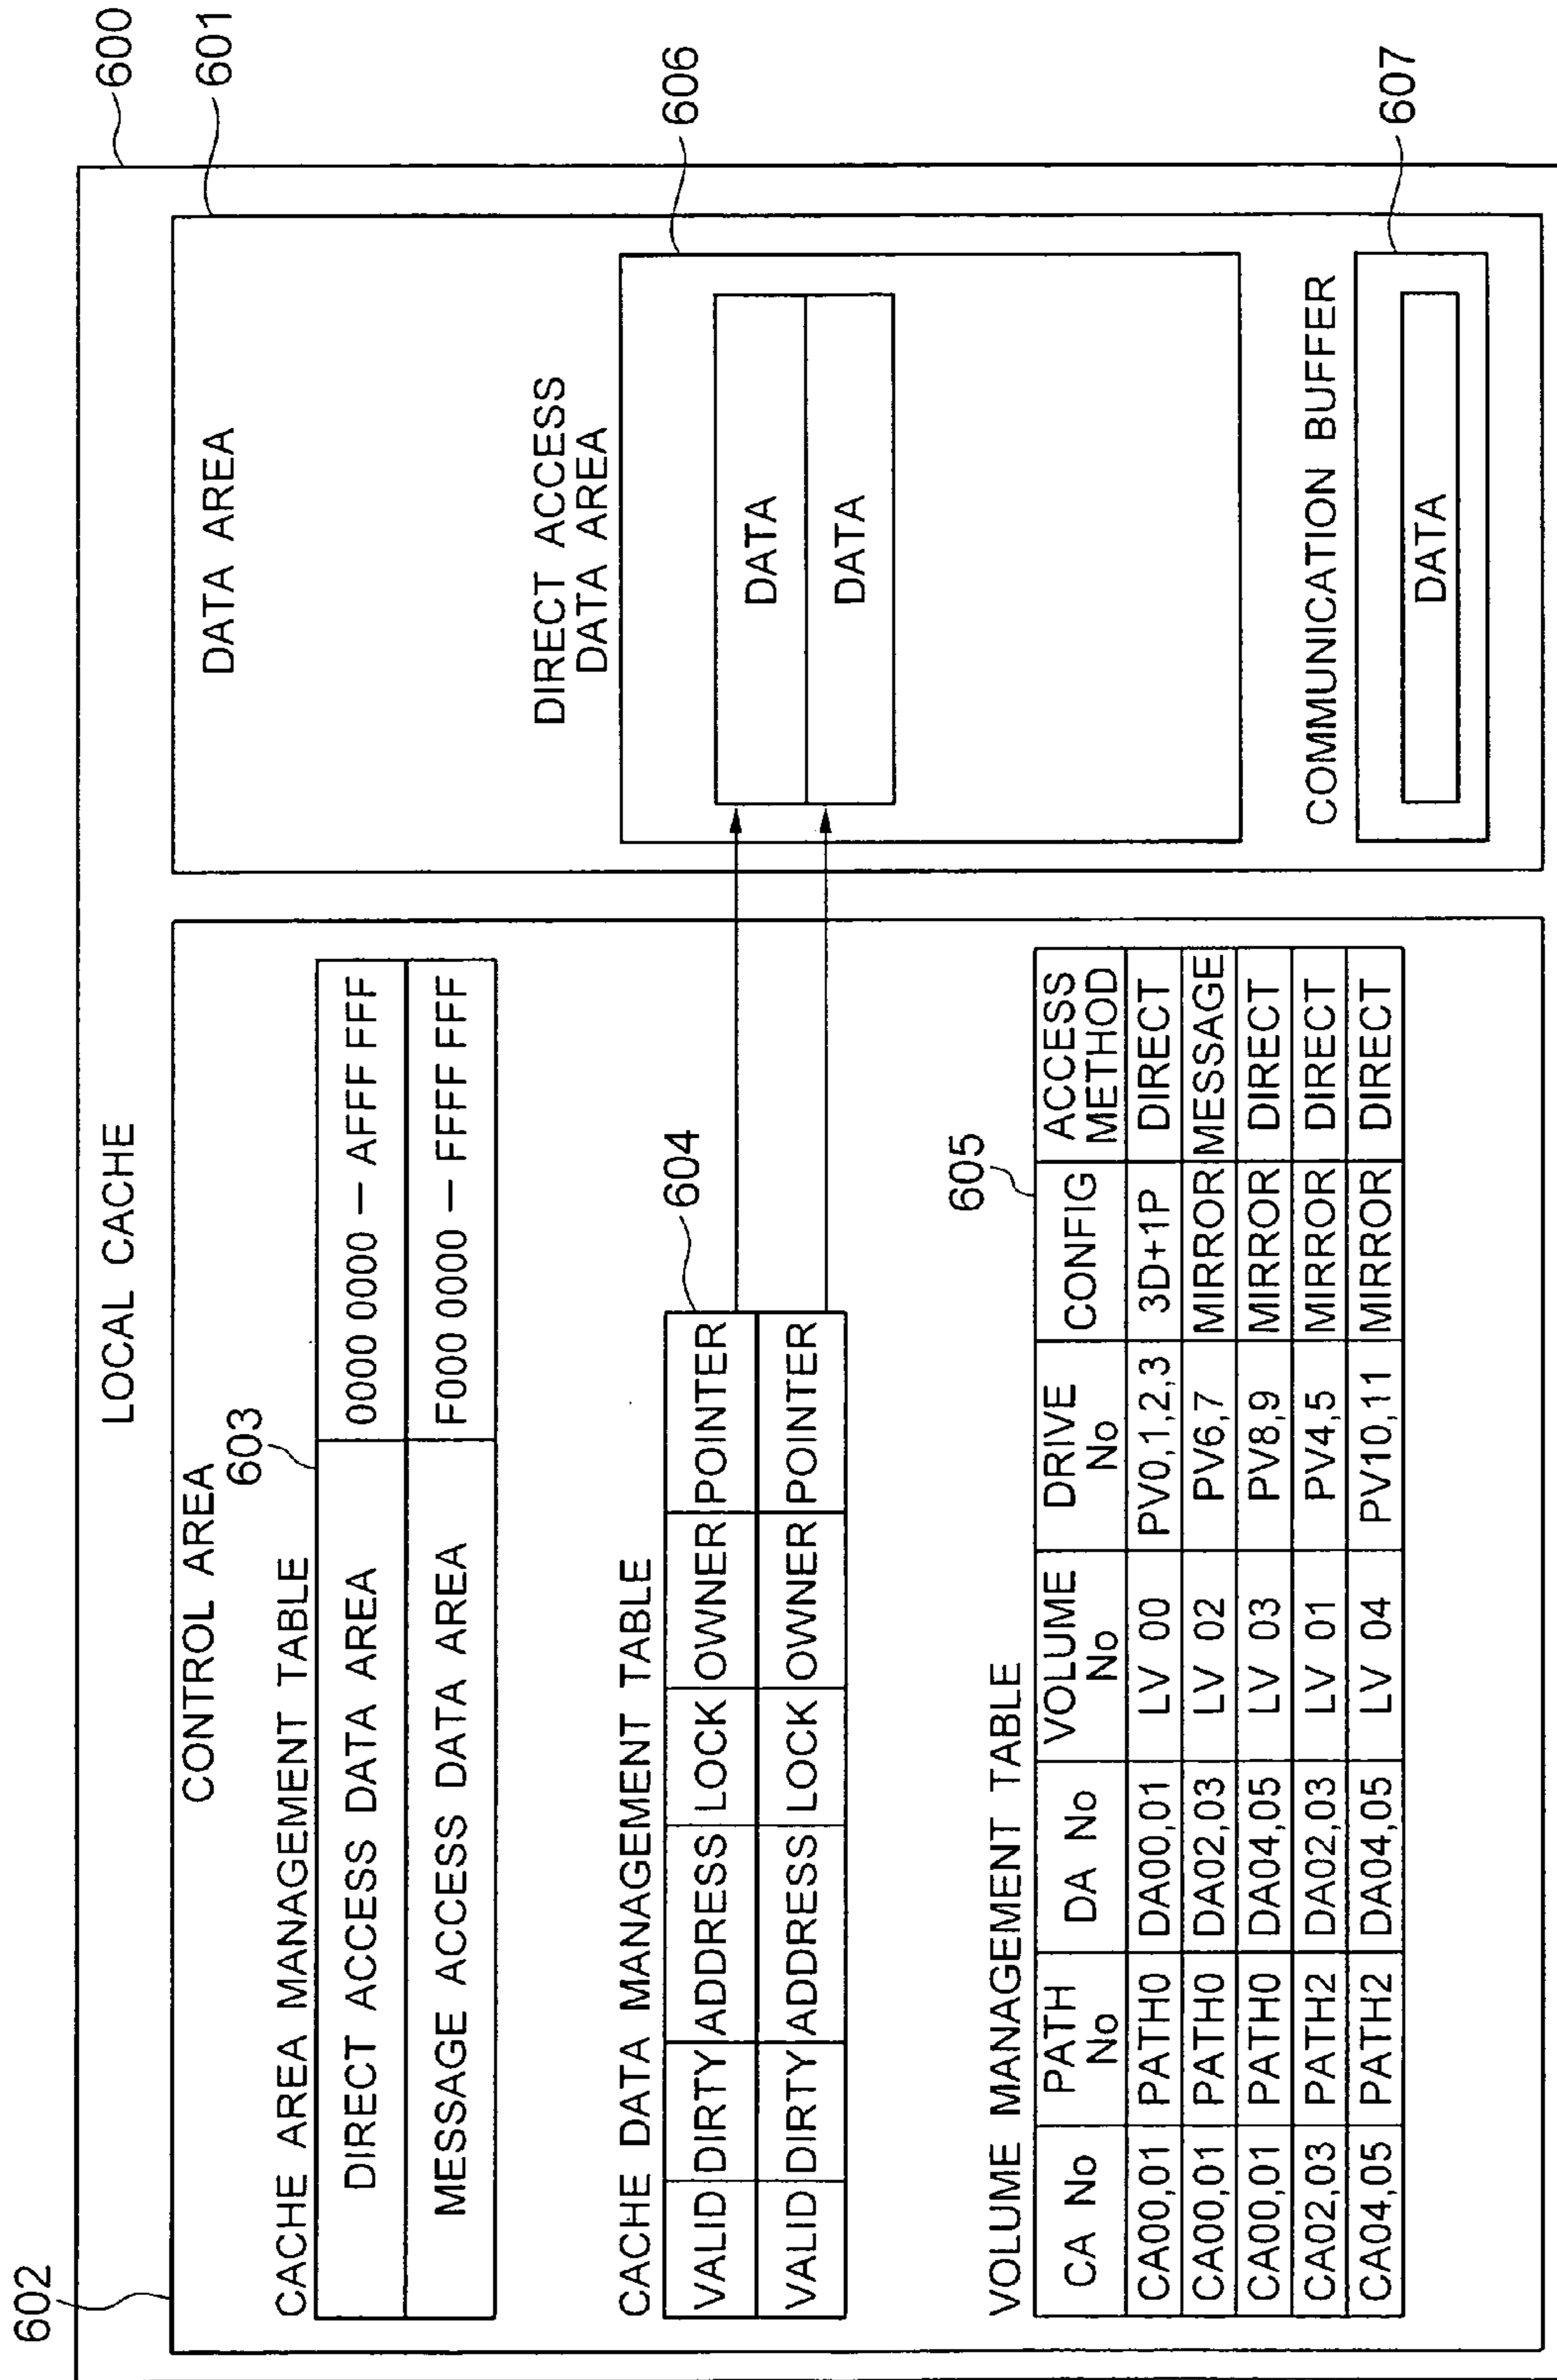 LOCAL CACHE
600
602
CONTROL AREA
CACHE AREA MANAGEMENT TABLE
603
DIRECT ACCESS DATA AREA 0000 0000 — AFFF FFFF
MESSAGE ACCESS DATA AREA F000 0000 — FFFF FFFF
CACHE DATA MANAGEMENT TABLE
604
VALID DIRTY ADDRESS LOCK OWNER POINTER
VALID DIRTY ADDRESS LOCK OWNER POINTER
VOLUME MANAGEMENT TABLE
605
CA No PATH No DA No VOLUME No DRIVE No CONFIG ACCESS METHOD
CA00,01 PATH0 DA00,01 LV 00 PV0,1,2,3 3D+1P DIRECT
CA00,01 PATH0 DA02,03 LV 02 PV6,7 MIRROR MESSAGE
CA00,01 PATH0 DA04,05 LV 03 PV8,9 MIRROR DIRECT
CA02,03 PATH2 DA02,03 LV 01 PV4,5 MIRROR DIRECT
CA04,05 PATH2 DA04,05 LV 04 PV10,11 MIRROR DIRECT
601
DATA AREA
DIRECT ACCESS
DATA AREA
606
DATA
DATA
COMMUNICATION BUFFER
607
DATA